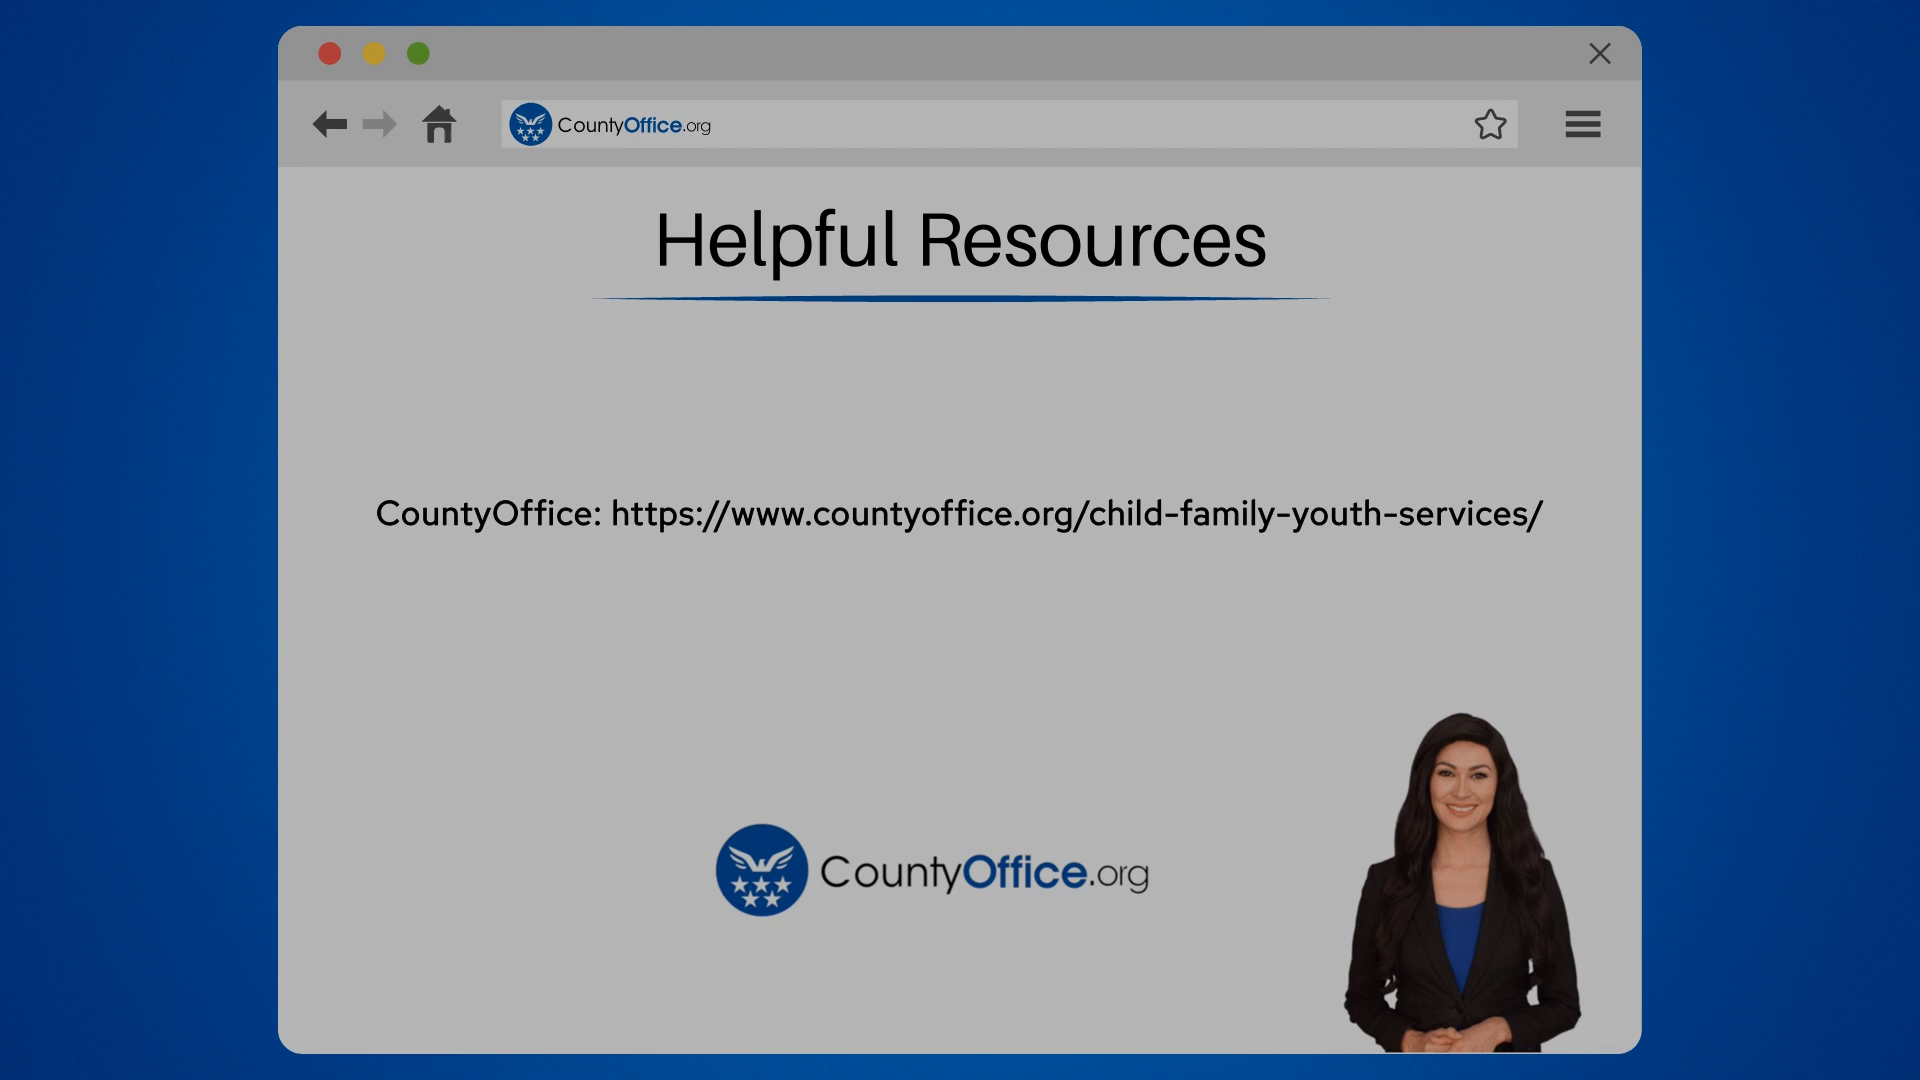 CountyOffice.org
Helpful Resources
CountyOffice: https://www.countyoffice.org/child-family-youth-services/
CountyOffice.org